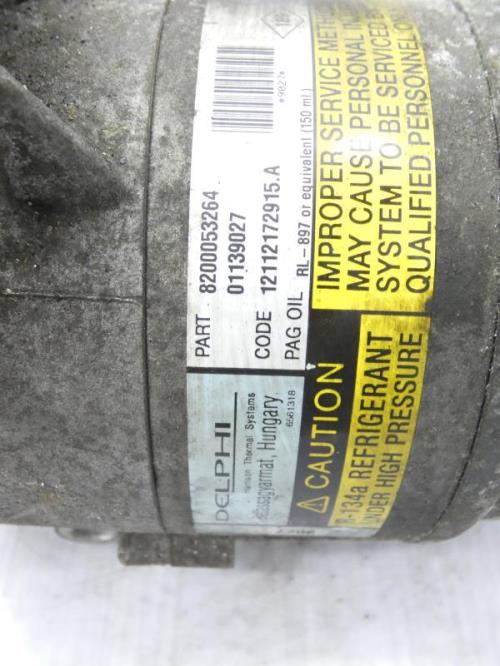 *9027*
PART 8200053264
01139027
CODE 12112172915.A
PAG OIL RL-897 or equivalent (150 ml)
DELPHI
Thermal Systems
Hungary
6561318
CAUTION
R-134a REFRIGERANT
UNDER HIGH PRESSURE
IMPROPER SERVICE
MAY CAUSE PERSONAL
SYSTEM TO BE SERVICED
QUALIFIED PERSONNEL